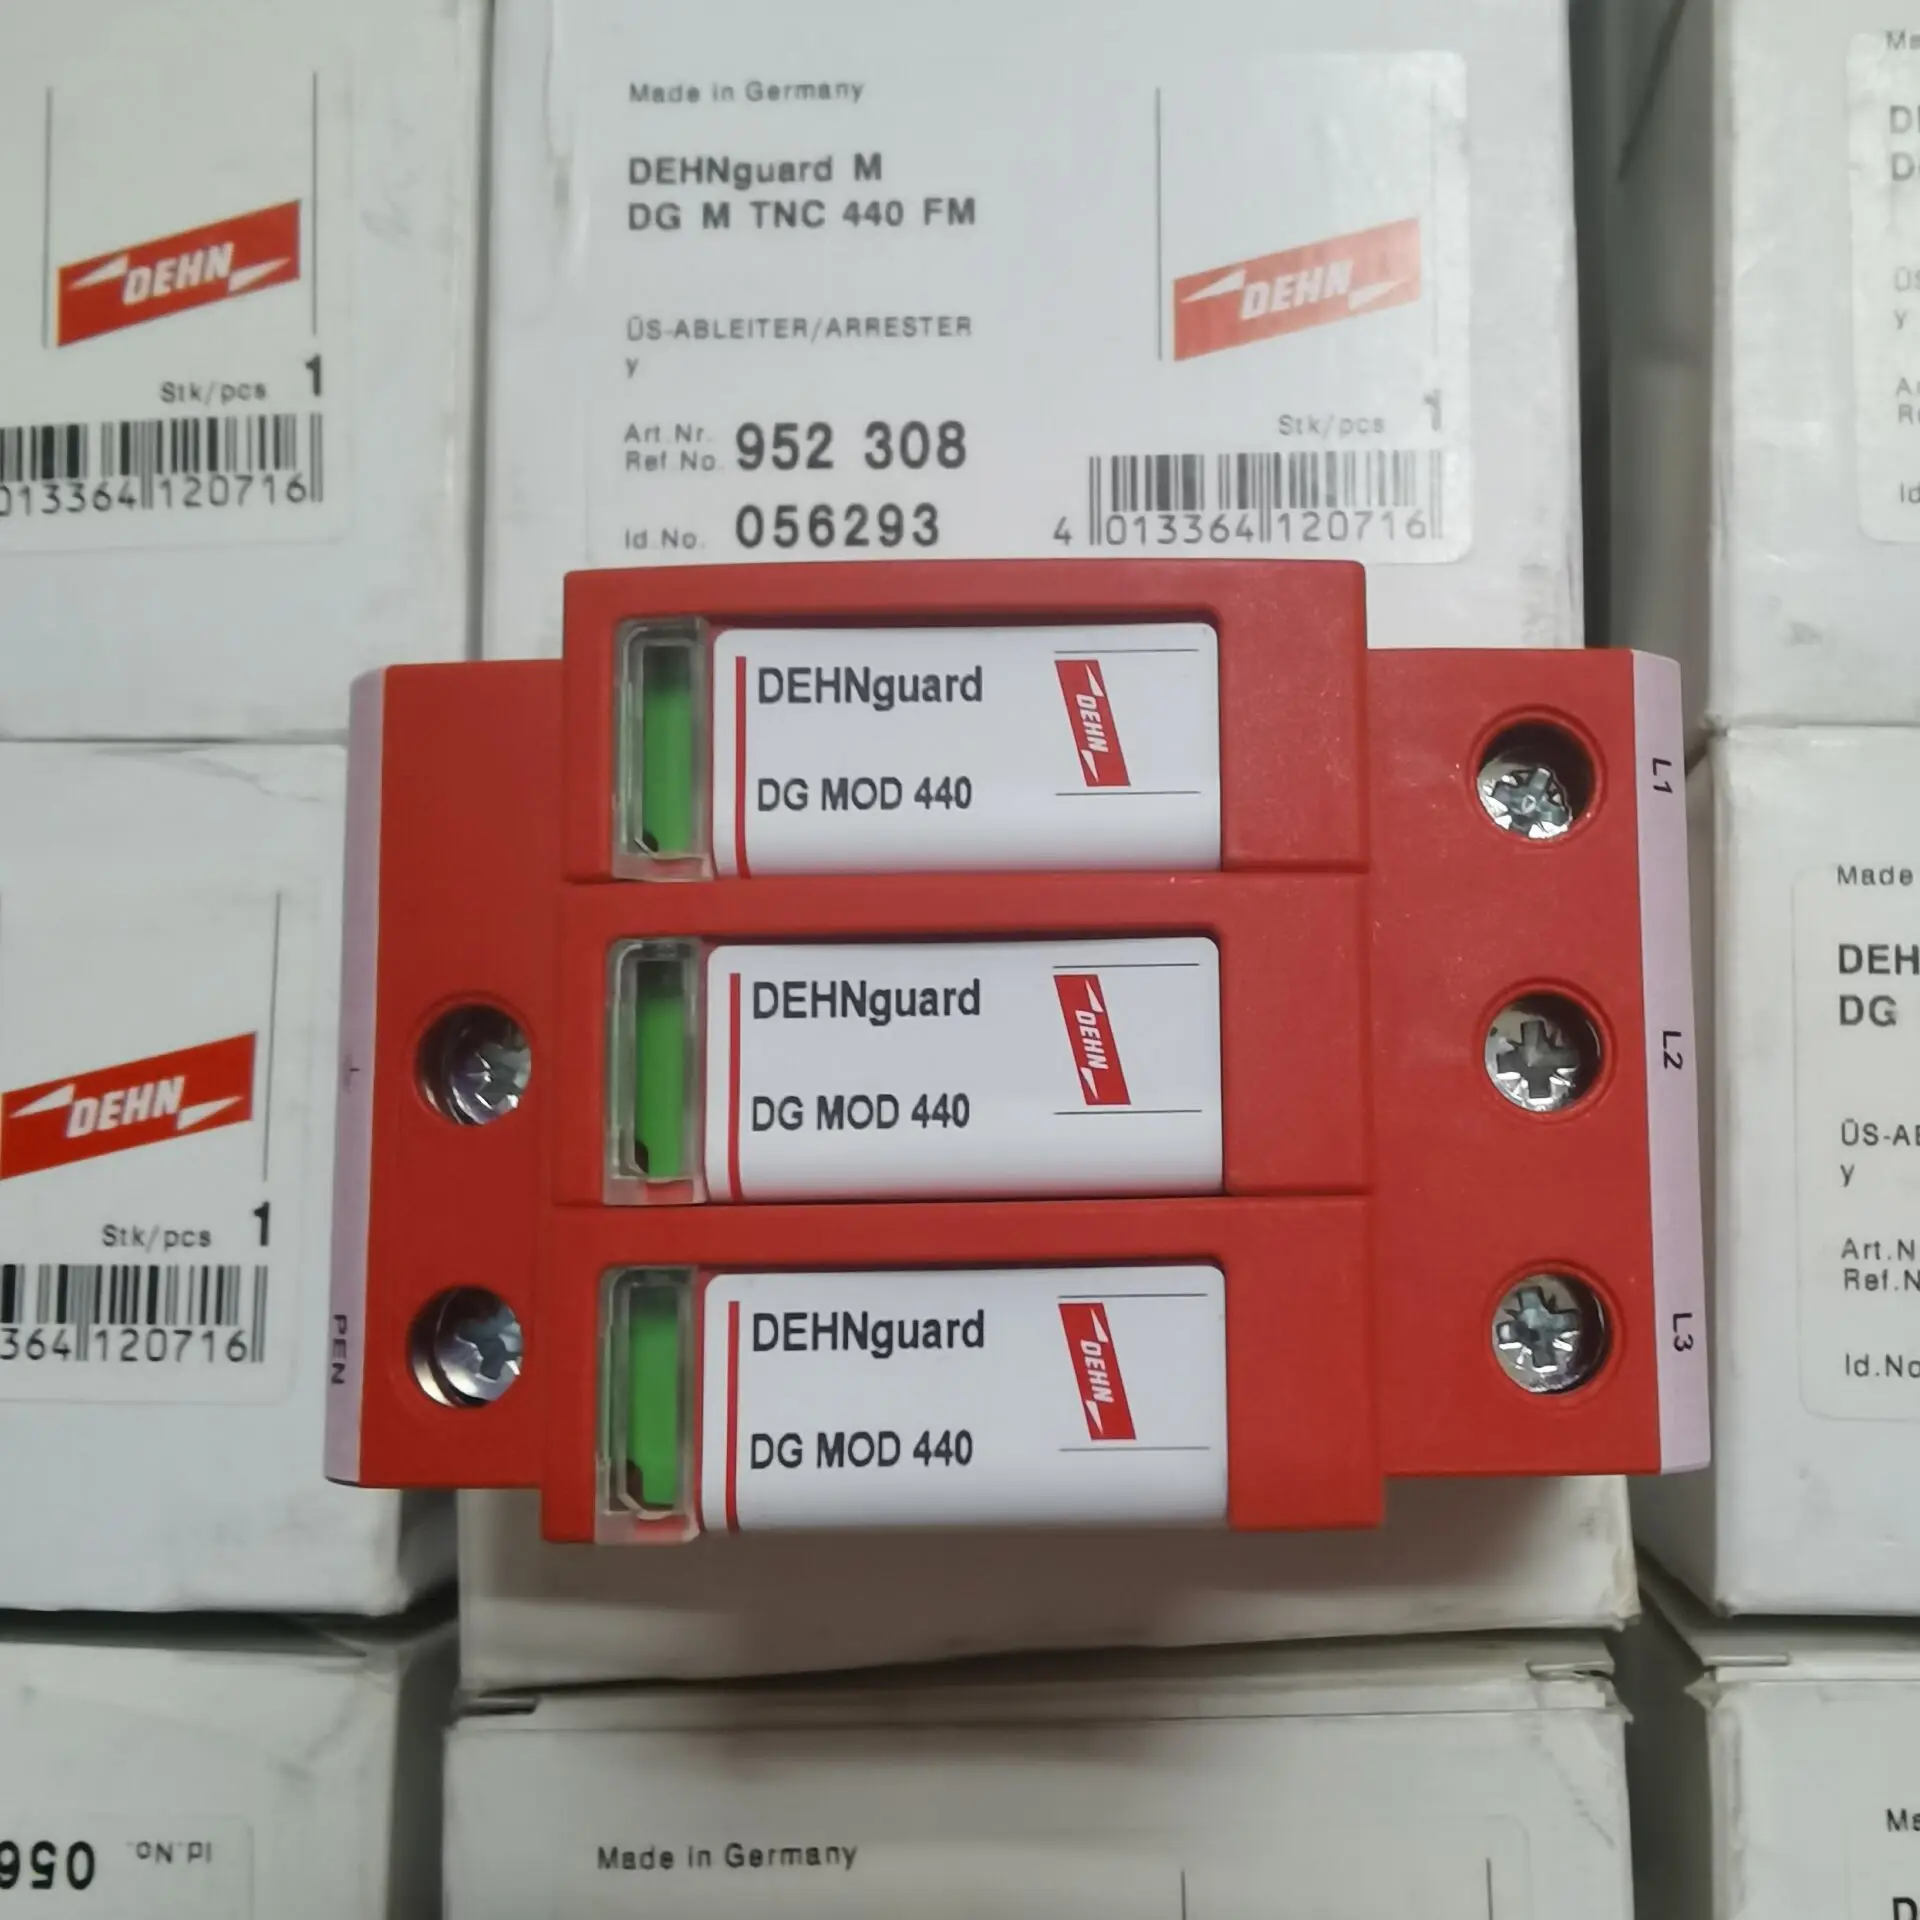 DEHN
Stk/pcs 1
013364 120716
Made in Germany
DEHNguard M
DG M TNC 440 FM
DEHN
ÜS-ABLEITER/ARRESTER
y
Stk/pcs 1
Art.Nr.
Ref.No. 952 308
Id.No. 056293
4 013364 120716
DEHNguard
DEHN
DG MOD 440
DEHNguard
DEHN
DG MOD 440
DEHNguard
DEHN
DG MOD 440
L1
L2
L3
PEN
DEHN
Stk/pcs 1
364 120716
Made
DEH
DG
ÜS-AB
y
Art.N
Ref.N
Id.No
Id.No. 056
Made in Germany